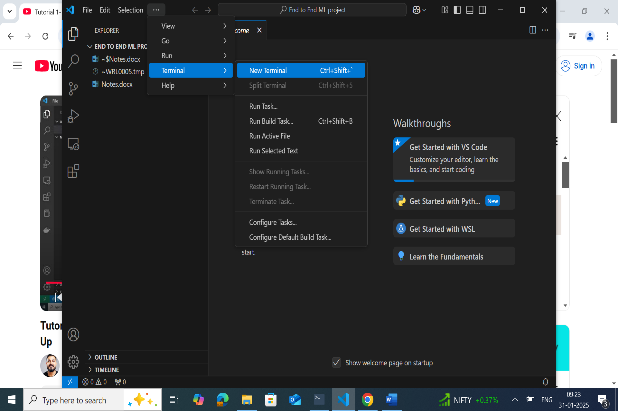 Tutorial 1-
File Edit Selection ··· End to End ML project
EXPLORER
come
END TO END ML PRO
~$Notes.docx
~WRL0005.tmp
Notes.docx
View
Go
Run
Terminal
Help
New Terminal Ctrl+Shift+`
Split Terminal Ctrl+Shift+5
Run Task...
Run Build Task... Ctrl+Shift+B
Run Active File
Run Selected Text
Show Running Tasks...
Restart Running Task...
Terminate Task...
Configure Tasks...
Configure Default Build Task...
start
Walkthroughs
Get Started with VS Code
Customize your editor, learn the
basics, and start coding
Get Started with Pyth... New
Get Started with WSL
Learn the Fundamentals
Show welcome page on startup
OUTLINE
TIMELINE
0 0 0
You
Sign in
Tutor
Up
Type here to search
NIFTY +0.37%
ENG
09:23
31-01-2025
3